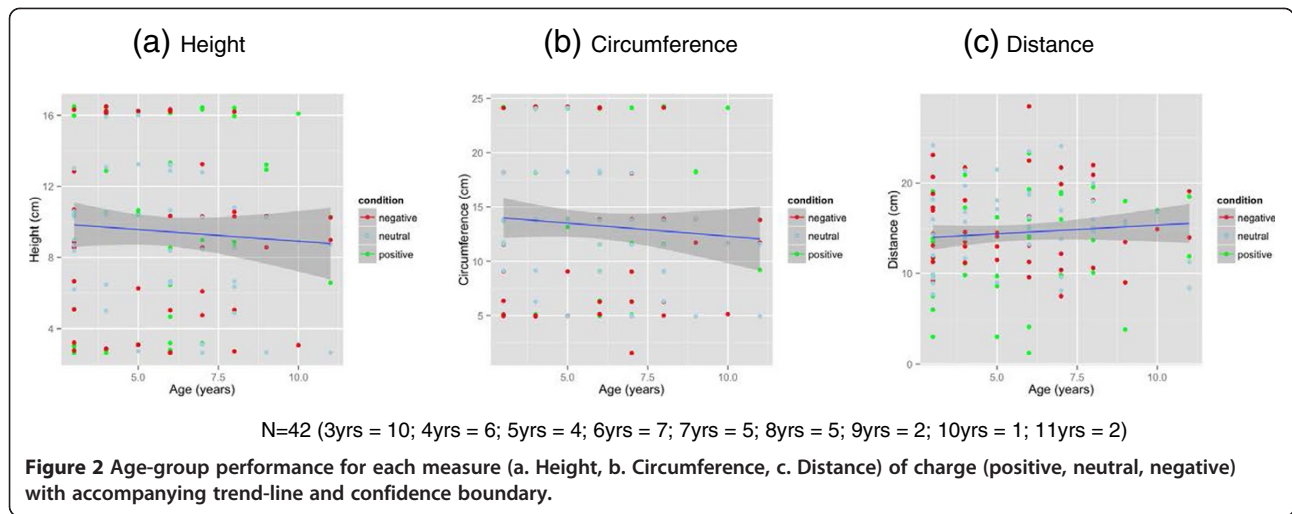 (a) Height
(b) Circumference
(c) Distance
Height (cm)
16
12
8
4
5.0
7.5
10.0
Age (years)
condition
negative
neutral
positive
Circumference (cm)
25
20
15
10
5
5.0
7.5
10.0
Age (years)
condition
negative
neutral
positive
Distance (cm)
20
10
0
5.0
7.5
10.0
Age (years)
condition
negative
neutral
positive
N=42 (3yrs = 10; 4yrs = 6; 5yrs = 4; 6yrs = 7; 7yrs = 5; 8yrs = 5; 9yrs = 2; 10yrs = 1; 11yrs = 2)
Figure 2 Age-group performance for each measure (a. Height, b. Circumference, c. Distance) of charge (positive, neutral, negative)
with accompanying trend-line and confidence boundary.